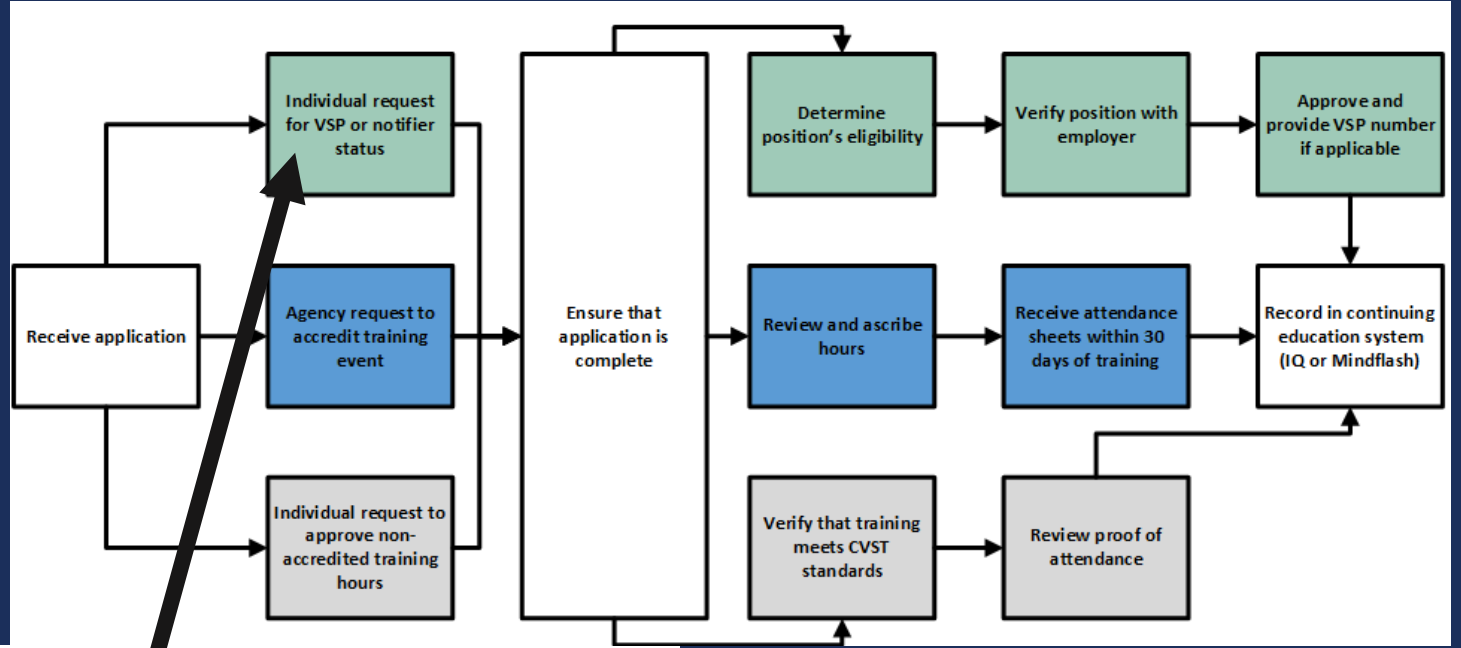 Individual request
for VSP or notifier
status
Determine
position's eligibility
Verify position with
employer
Approve and
provide VSP number
if applicable
Receive application
Agency request to
accredit training
event
Ensure that
application is
complete
Review and ascribe
hours
Receive attendance
sheets within 30
days of training
Record in continuing
education system
(IQ or Mindflash)
Individual request to
approve non-
accredited training
hours
Verify that training
meets CVST
standards
Review proof of
attendance